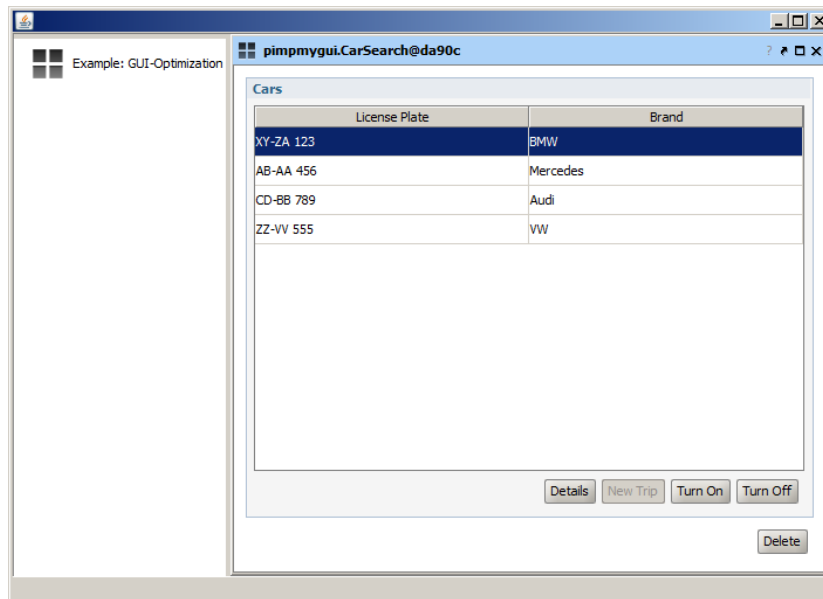 pimpmygui.CarSearch@da90c ?
Example: GUI-Optimization
Cars
License Plate Brand
XY-ZA 123 BMW
AB-AA 456 Mercedes
CD-BB 789 Audi
ZZ-VV 555 VW
Details New Trip Turn On Turn Off
Delete